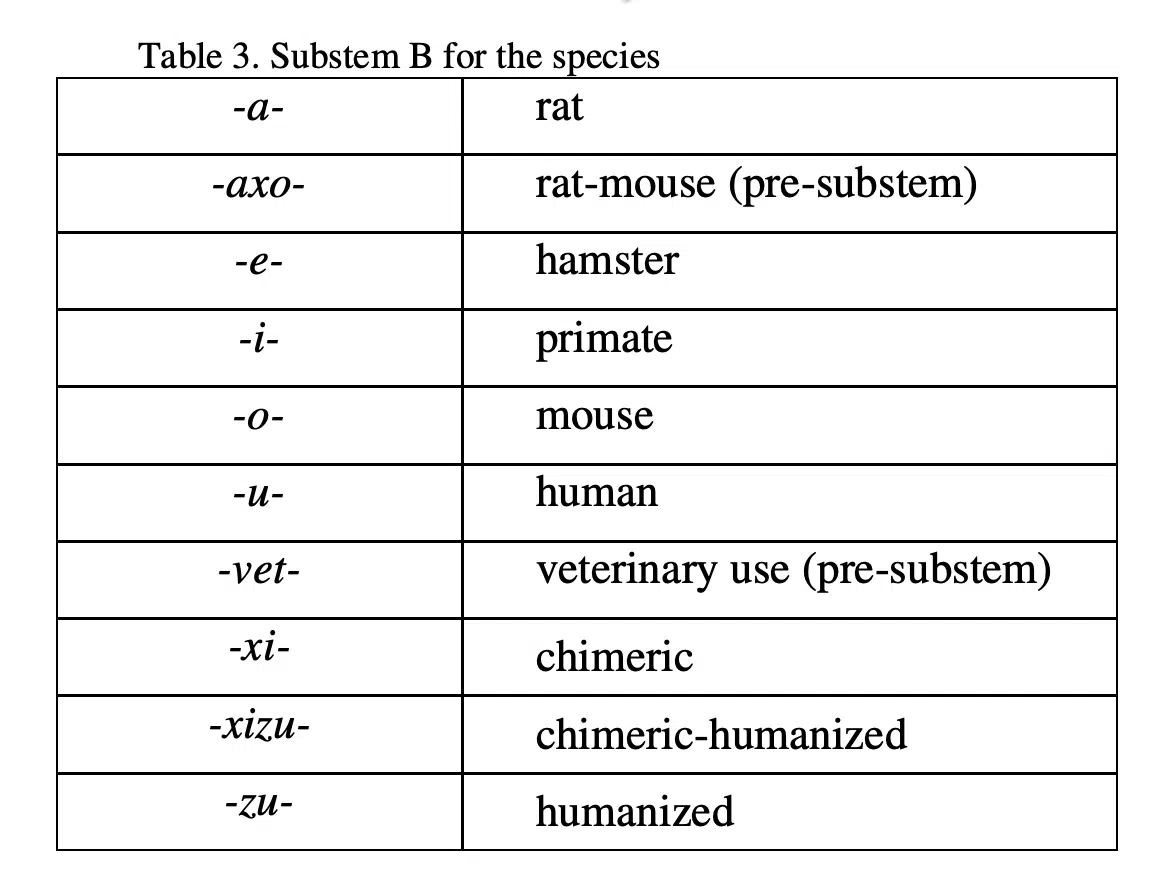 Table 3. Substem B for the species
-a- rat
-axo- rat-mouse (pre-substem)
-e- hamster
-i- primate
-o- mouse
-u- human
-vet- veterinary use (pre-substem)
-xi- chimeric
-xizu- chimeric-humanized
-zu- humanized